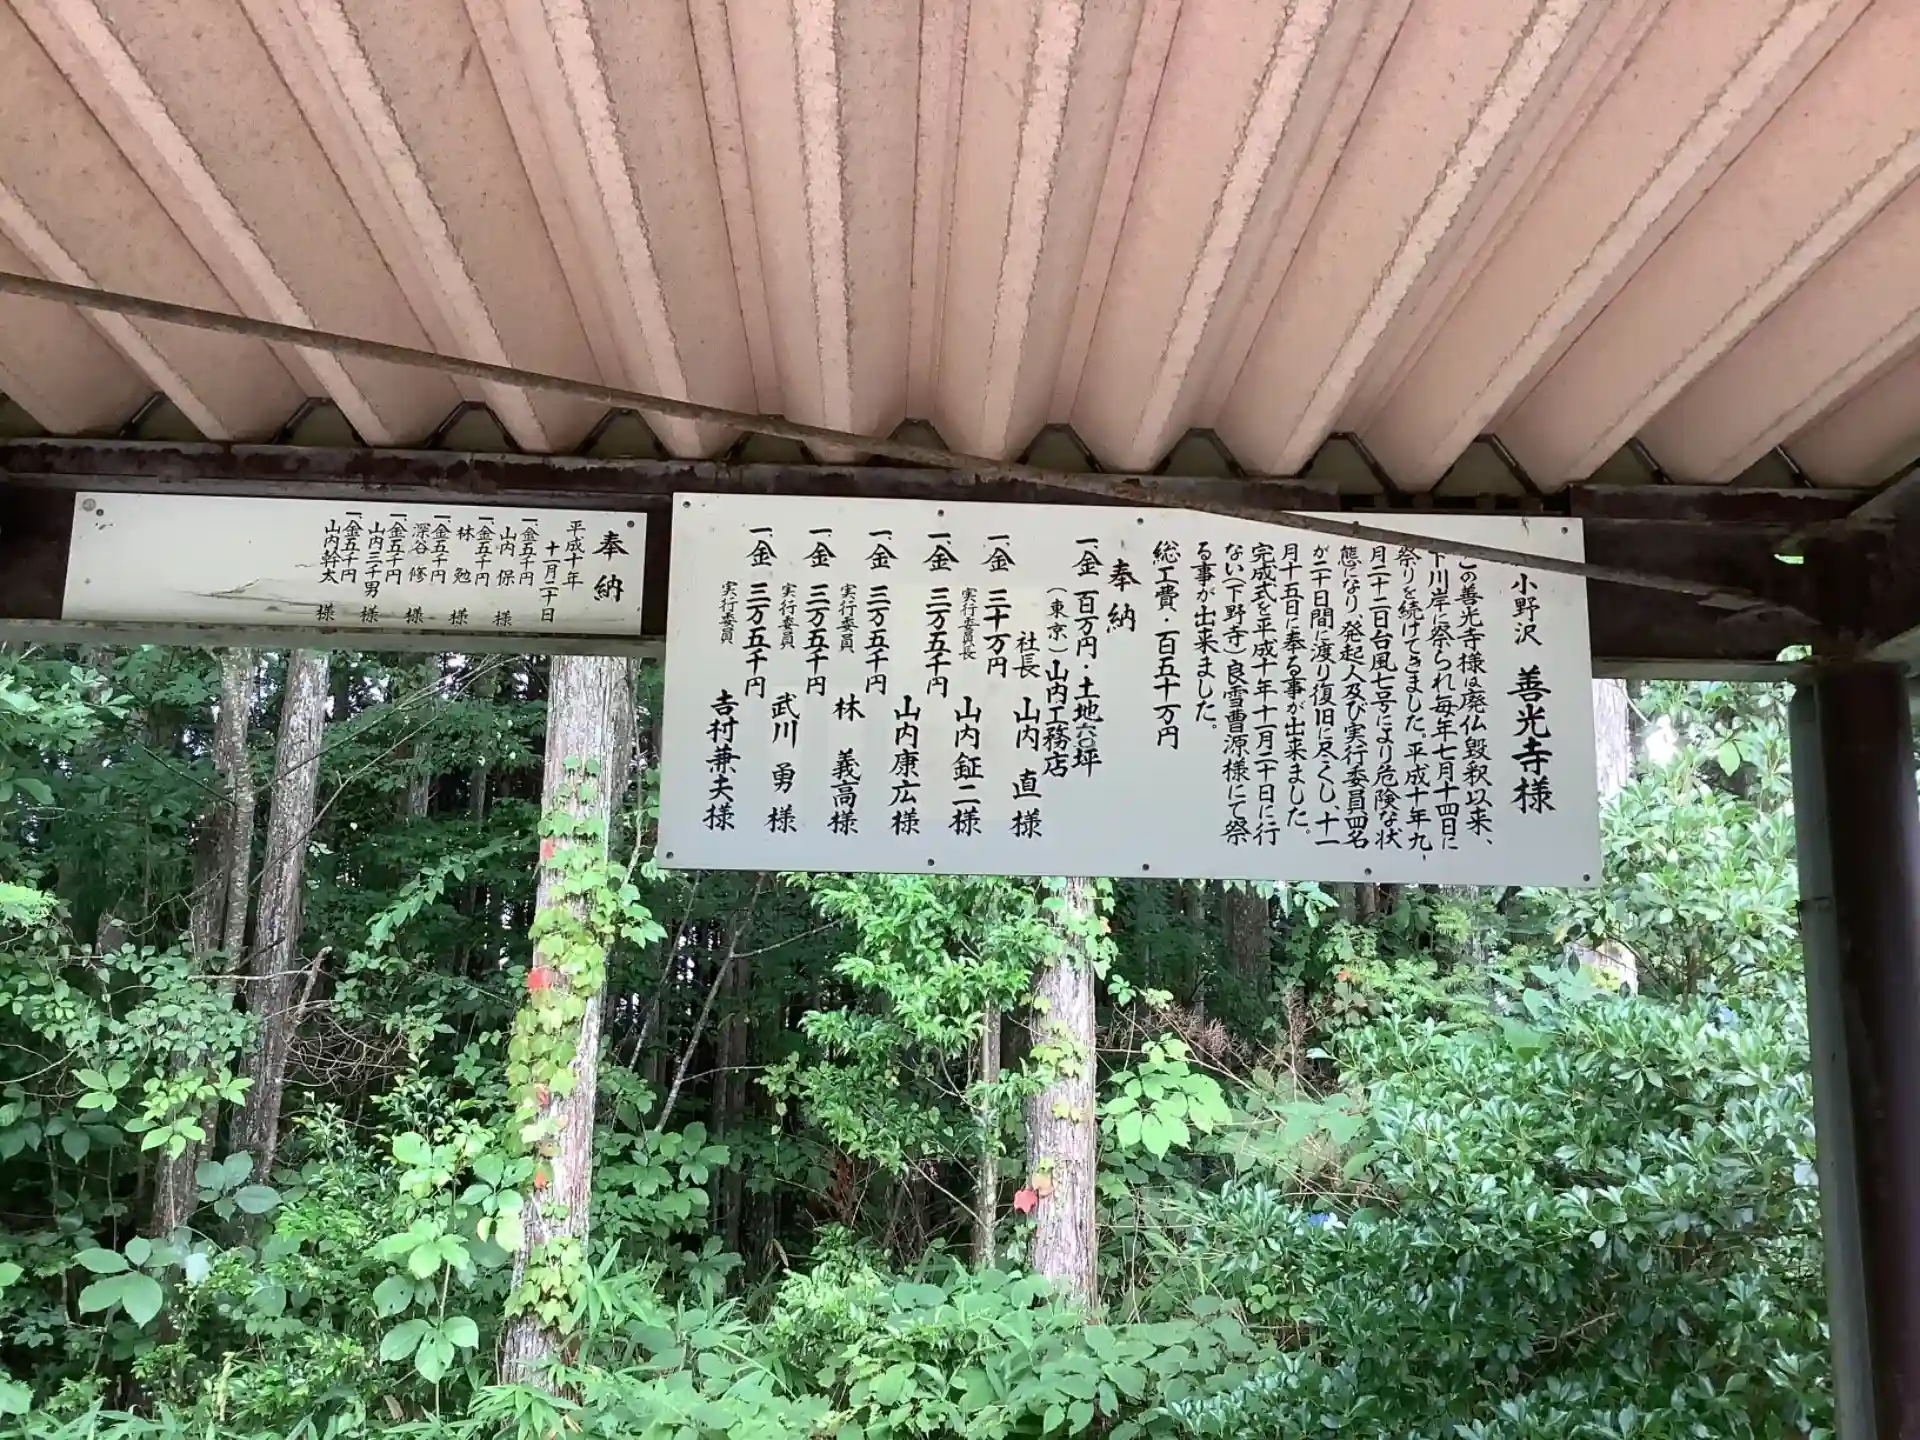 小野沢 善光寺様
この善光寺様は廃仏毀釈以来、
下川岸に祭られ毎年七月十四日に
祭りを続けてきました。平成十年九
月二十二日台風七号により危険な状
態になり、発起人及び実行委員四名
が二十日間に渡り復旧に尽くし、十一
月十五日に奉る事が出来ました。
完成式を平成十年十一月二十日に行
ない(下野寺)良雪曹源様にて祭
る事が出来ました。
総工費・百五十万円
奉納
一、金 百万円・土地六〇坪
(東京)山内工務店
社長 山内 直様
一、金 三十万円
実行委員長 山内鉦二様
一、金 三万五千円
山内康広様
一、金 三万五千円
実行委員 林 義高様
一、金 三万五千円
実行委員 武川 勇様
一、金 三万五千円
実行委員 吉村兼夫様
奉納
平成十年
十一月二十日
一、金五千円
山内 保 様
一、金五千円
林 勉 様
一、金五千円
深谷 修 様
一、金五千円
山内三千男 様
一、金五千円
山内幹太 様